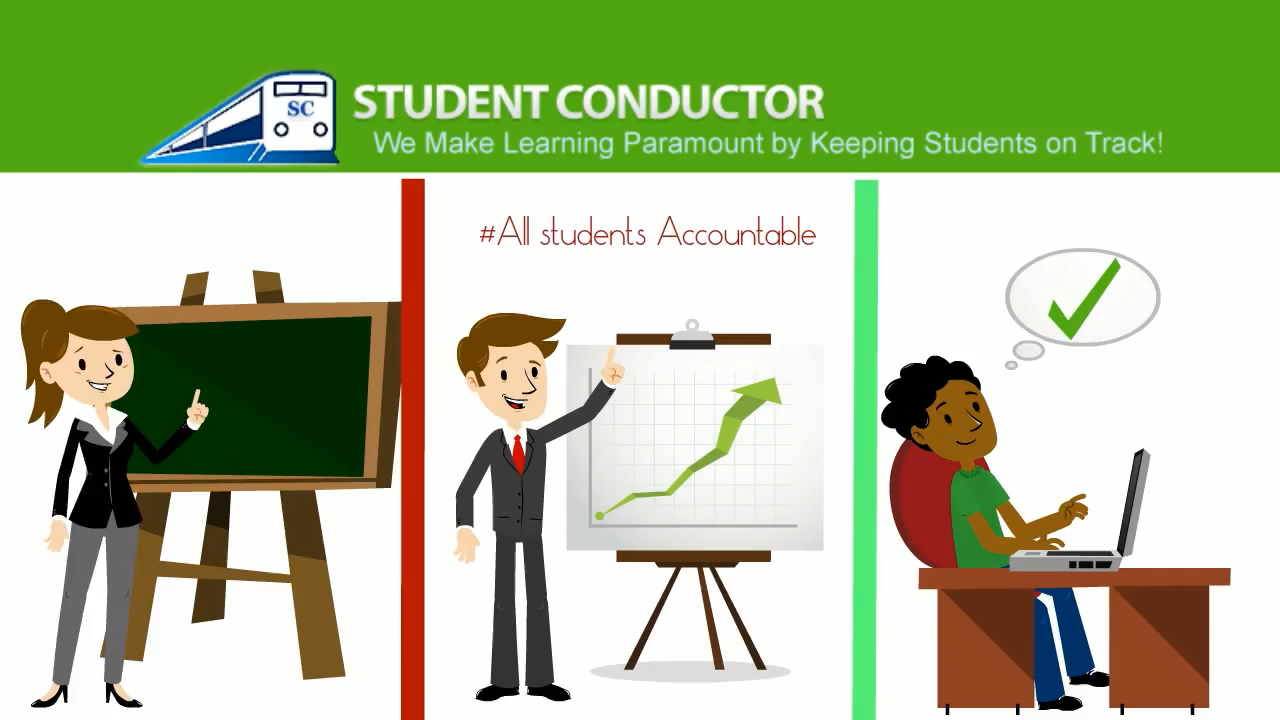 SC
STUDENT CONDUCTOR
We Make Learning Paramount by Keeping Students on Track!
#All students Accountable